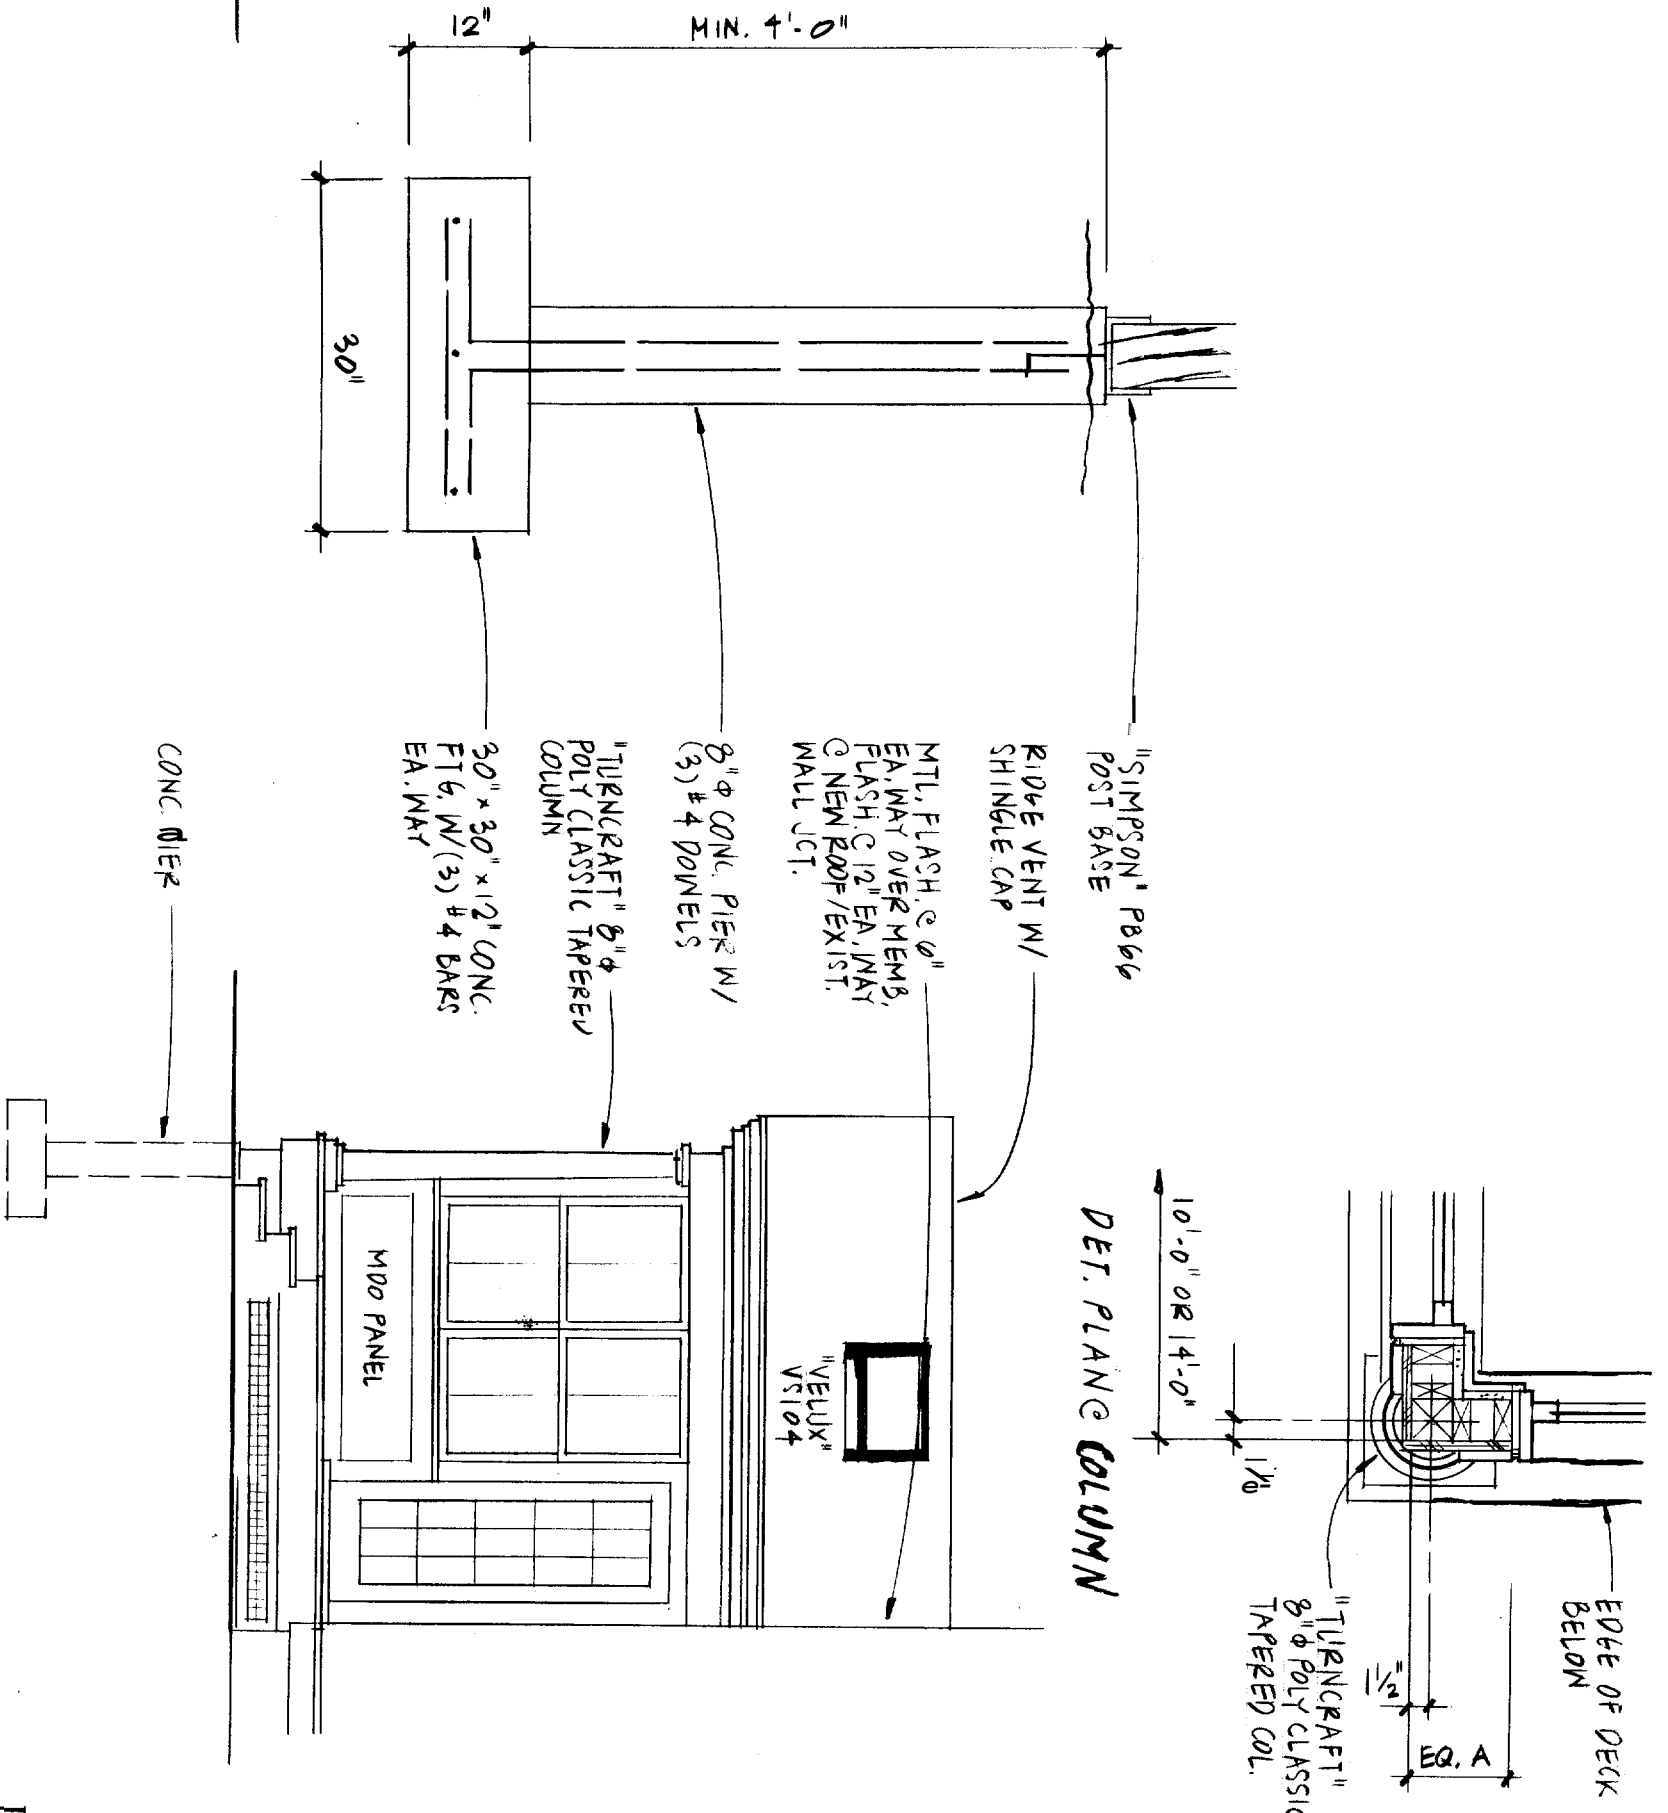 12"
MIN. 4'-0"
30"
"SIMPSON" PB66
POST BASE
RIDGE VENT W/
SHINGLE CAP
MTL. FLASH. @ 6"
EA. WAY OVER MEMB.
FLASH. @ 12" EA. WAY
@ NEW ROOF/EXIST.
WALL JCT.
8"φ CONC. PIER W/
(3) #4 DOWELS
"TURNCRAFT" 8"φ
POLY CLASSIC TAPERED
COLUMN
30" x 30" x 12" CONC.
FTG. W (3) #4 BARS
EA. WAY
CONC. PIER
MDO PANEL
"VELUX"
VS104
EDGE OF DECK
BELOW
"TURNCRAFT"
8"φ POLY CLASSIC
TAPERED COL.
1 1/2"
EQ. A
10'-0" OR 14'-0"
DET. PLAN @ COLUMN